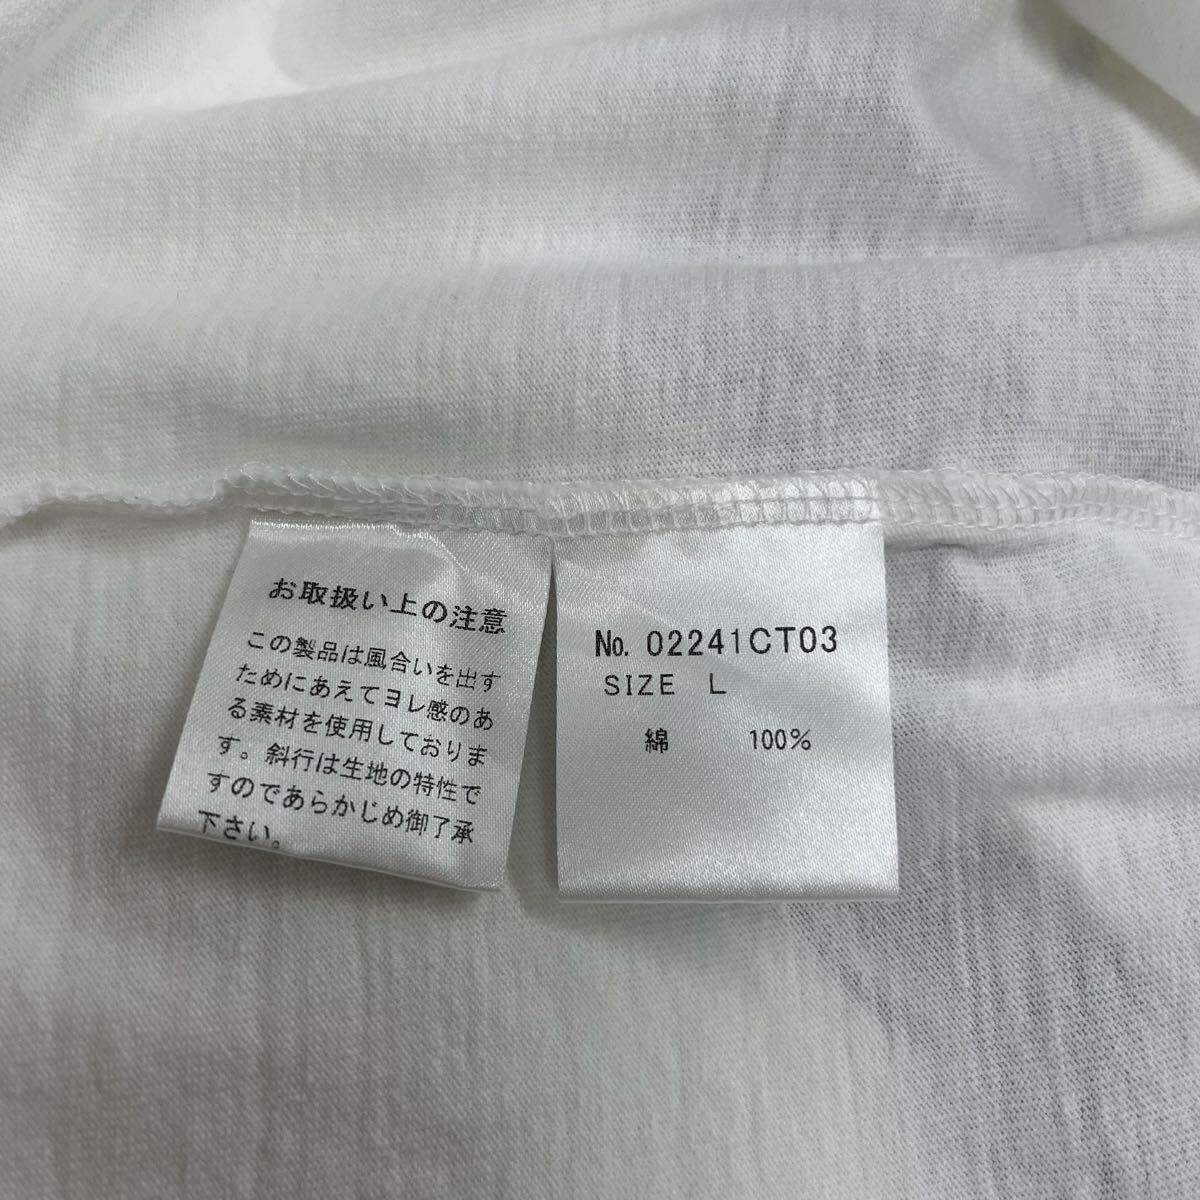 お取扱い上の注意
この製品は風合いを出す
ためにあえてヨレ感のあ
る素材を使用しておりま
す。斜行は生地の特性で
すのであらかじめ御了承
下さい。
No. 02241CT03
SIZE L
綿 100%